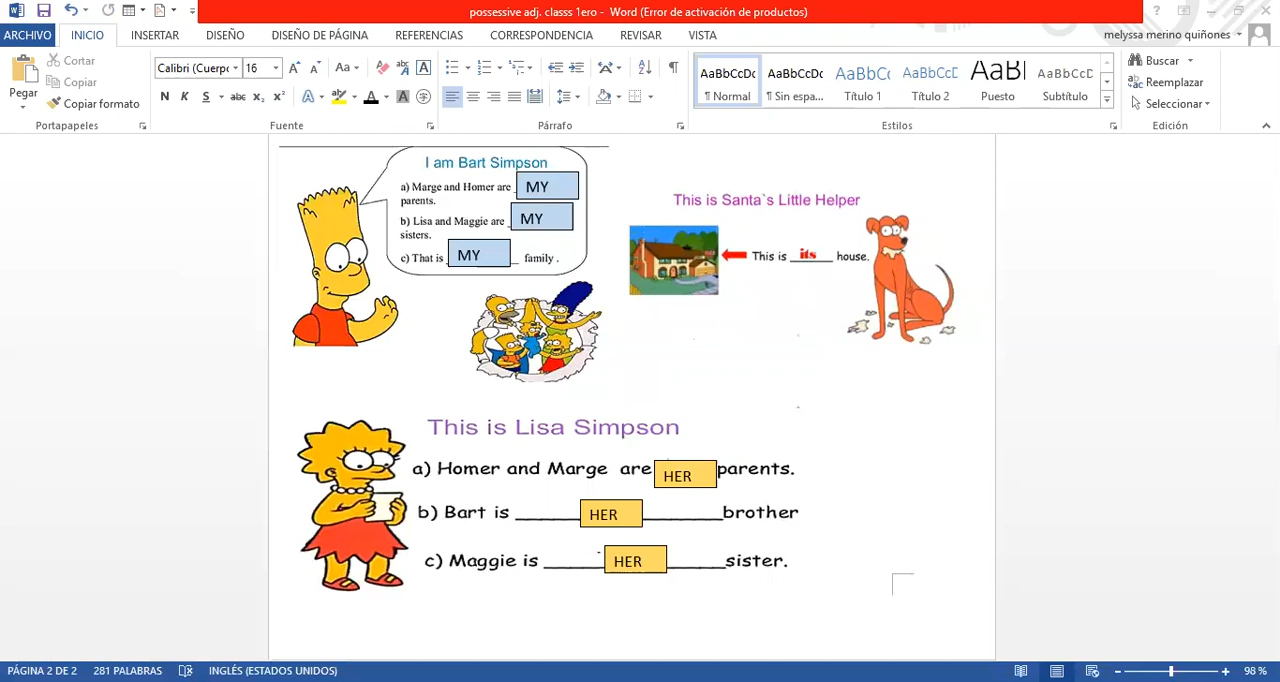 possessive adj. classs 1ero - Word (Error de activación de productos)
ARCHIVO INICIO INSERTAR DISEÑO DISEÑO DE PÁGINA REFERENCIAS CORRESPONDENCIA REVISAR VISTA melyssa merino quiñones
Pegar
Cortar
Copiar
Copiar formato
Portapapeles
Calibri (Cuerpo 16
Fuente
Párrafo
AaBbCcDc AaBbCcDc AaBbCc AaBbCcD AaBl AaBbCcD
¶ Normal ¶ Sin espa... Título 1 Título 2 Puesto Subtítulo
Estilos
Buscar
Reemplazar
Seleccionar
Edición
I am Bart Simpson
a) Marge and Homer are MY
parents.
b) Lisa and Maggie are MY
sisters.
c) That is MY family .
This is Santa`s Little Helper
This is its house.
This is Lisa Simpson
a) Homer and Marge are HER parents.
b) Bart is ______ HER _______brother
c) Maggie is ______ HER ______sister.
PÁGINA 2 DE 2 281 PALABRAS INGLÉS (ESTADOS UNIDOS) 98 %